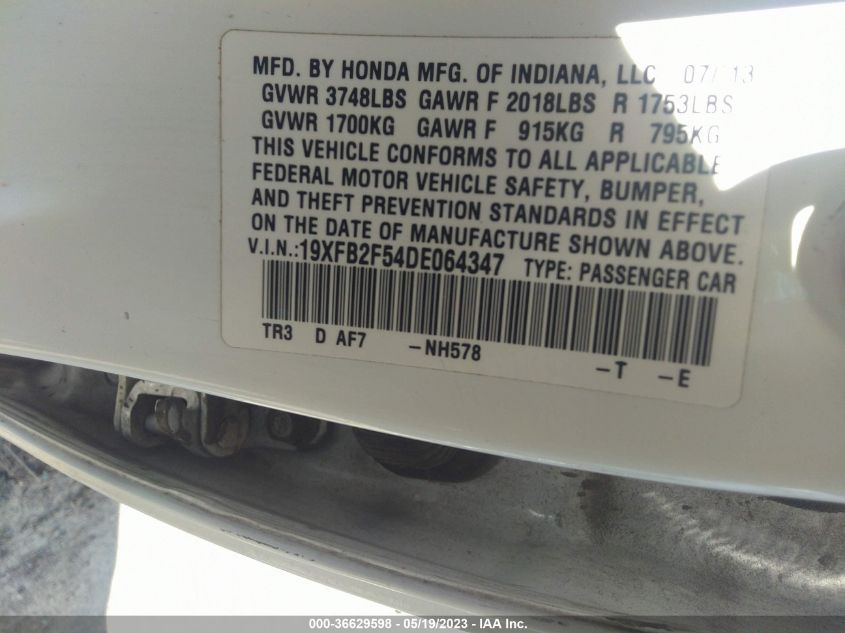 MFD. BY HONDA MFG. OF INDIANA, LLC 07/13
GVWR 3748LBS GAWR F 2018LBS R 1753LBS
GVWR 1700KG GAWR F 915KG R 795KG
THIS VEHICLE CONFORMS TO ALL APPLICABLE
FEDERAL MOTOR VEHICLE SAFETY, BUMPER,
AND THEFT PREVENTION STANDARDS IN EFFECT
ON THE DATE OF MANUFACTURE SHOWN ABOVE.
V.I.N.:19XFB2F54DE064347 TYPE: PASSENGER CAR
TR3 D AF7 -NH578
-T -E
000-36629598 - 05/19/2023 - IAA Inc.